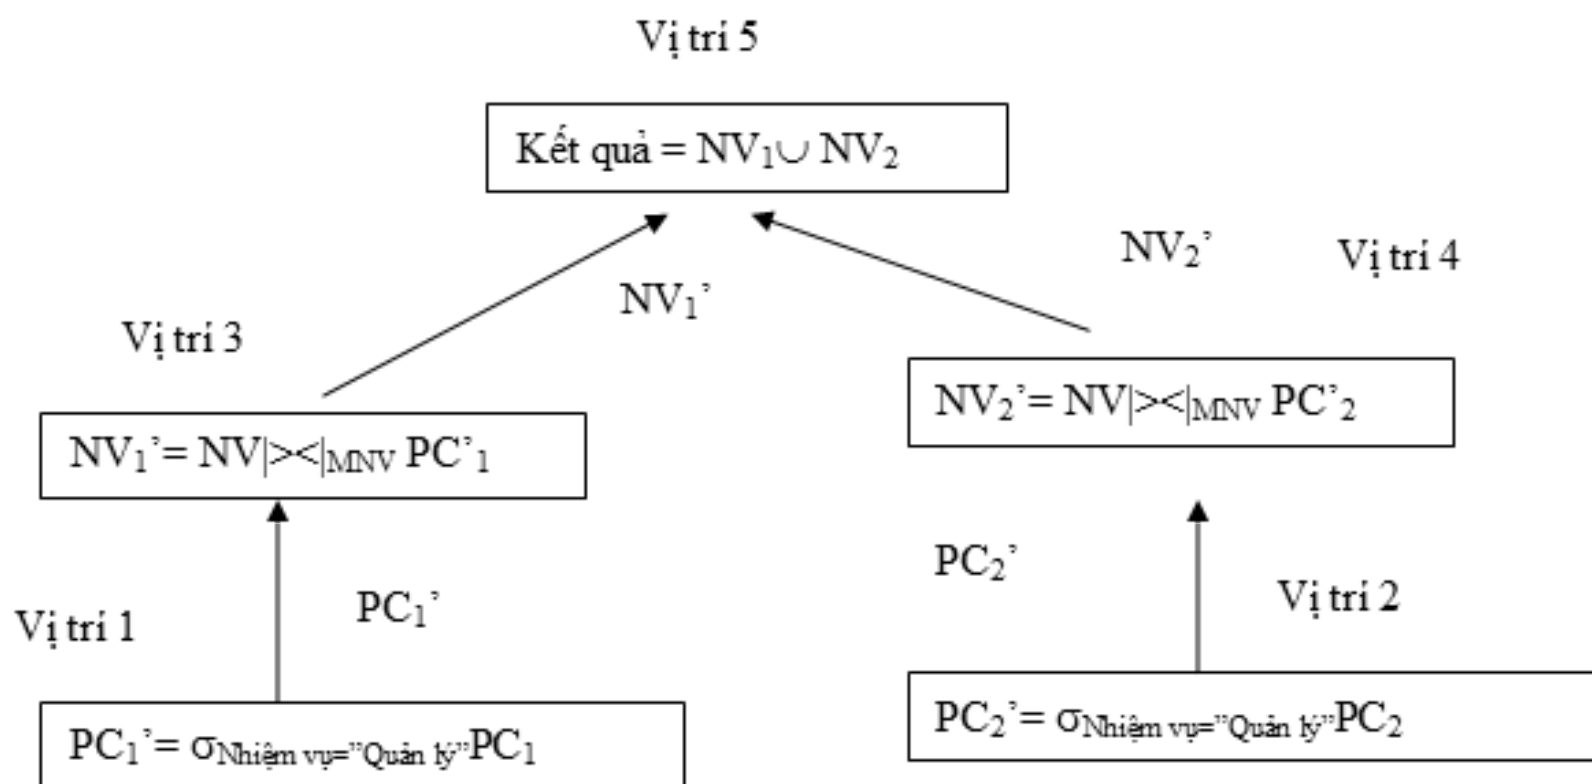 Vị trí 5
Kết quả = NV₁∪ NV₂
NV₂’
Vị trí 4
NV₁’
Vị trí 3
NV₂’= NV|><|MNV PC’₂
NV₁’= NV|><|MNV PC’₁
PC₂’
Vị trí 2
PC₁’
Vị trí 1
PC₂’= σNhiệm vụ=”Quản lý”PC₂
PC₁’= σNhiệm vụ=”Quản lý”PC₁